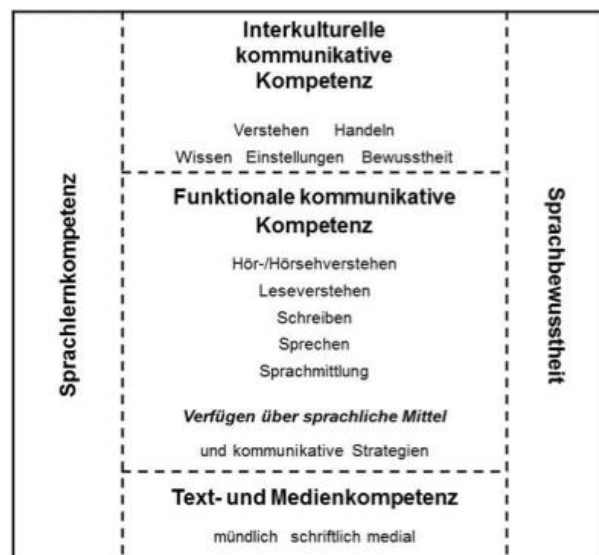 Sprachlernkompetenz
Interkulturelle
kommunikative
Kompetenz
Verstehen Handeln
Wissen Einstellungen Bewusstheit
Funktionale kommunikative
Kompetenz
Hör-/Hörsehverstehen
Leseverstehen
Schreiben
Sprechen
Sprachmittlung
Verfügen über sprachliche Mittel
und kommunikative Strategien
Text- und Medienkompetenz
mündlich schriftlich medial
Sprachbewusstheit